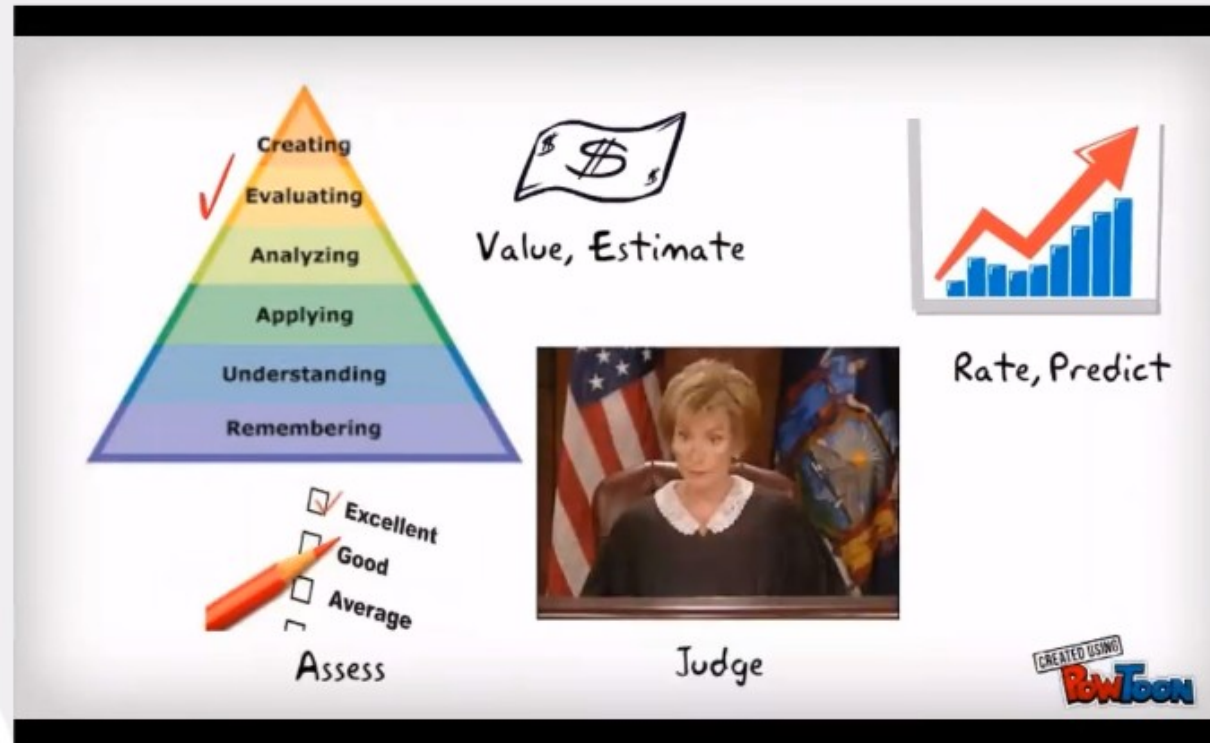 Creating
Evaluating
Analyzing
Applying
Understanding
Remembering
$ $ $
Value, Estimate
Rate, Predict
Excellent
Good
Average
Assess
Judge
CREATED USING
POWTOON